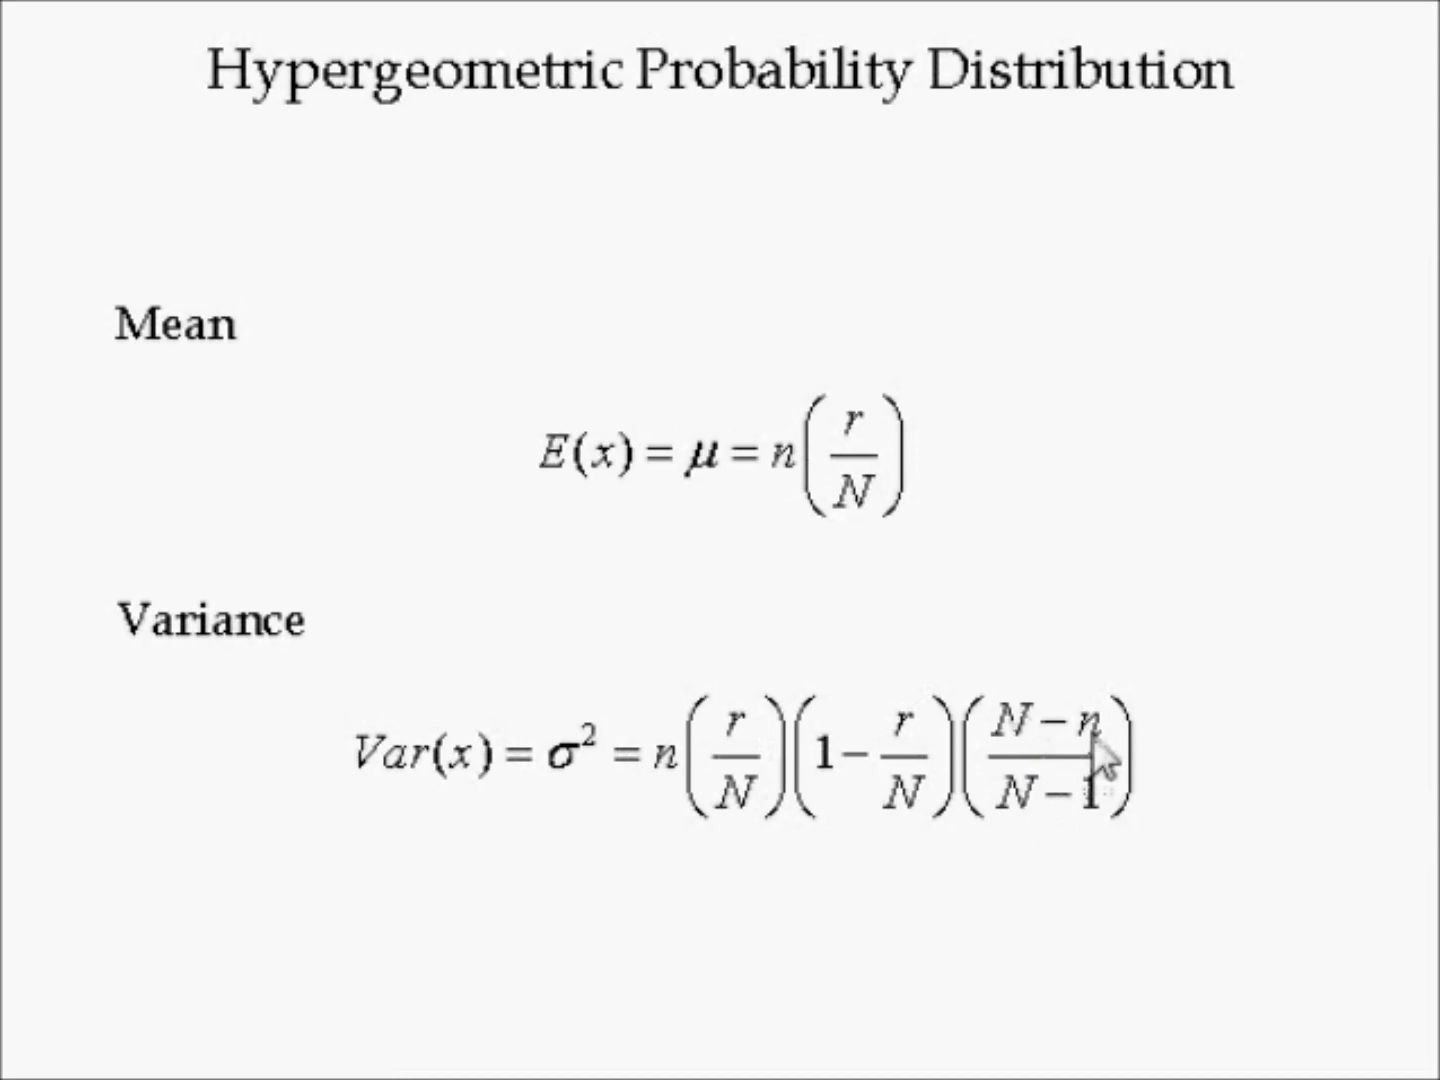 Hypergeometric Probability Distribution
Mean
E(x) = μ = n(r/N)
Variance
Var(x) = σ² = n(r/N)(1 − r/N)((N − n)/(N − 1))